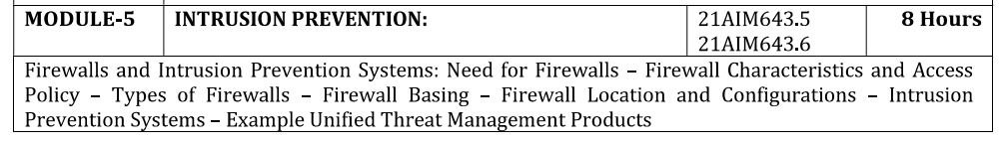 MODULE-5 INTRUSION PREVENTION: 21AIM643.5 8 Hours
21AIM643.6
Firewalls and Intrusion Prevention Systems: Need for Firewalls – Firewall Characteristics and Access
Policy – Types of Firewalls – Firewall Basing – Firewall Location and Configurations – Intrusion
Prevention Systems – Example Unified Threat Management Products